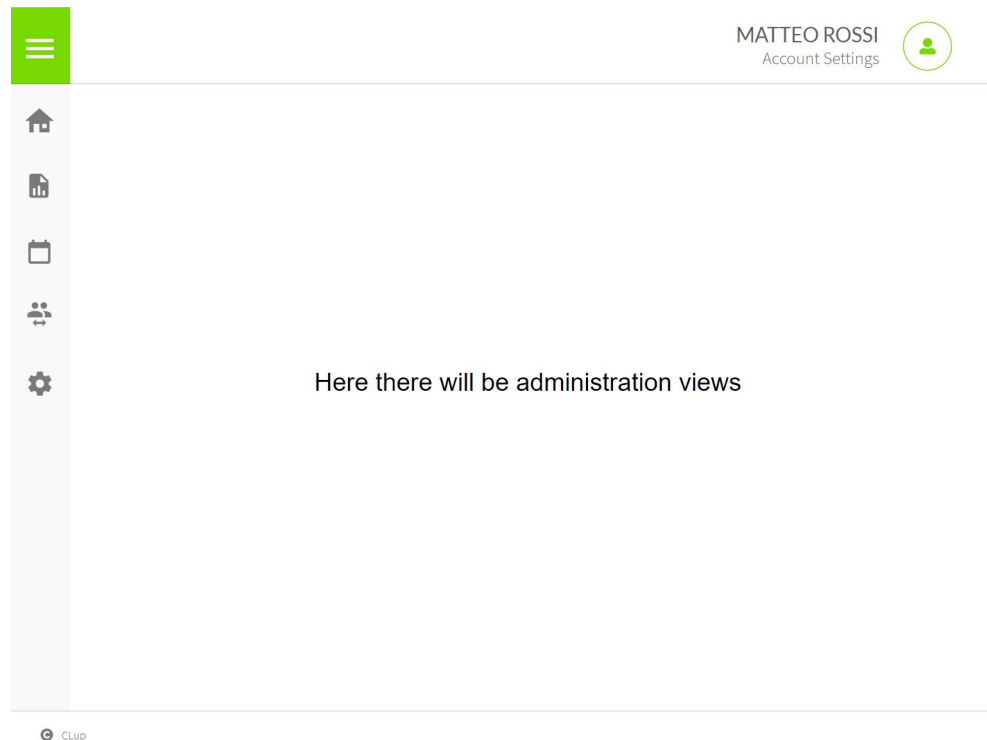 MATTEO ROSSI
Account Settings
Here there will be administration views
CLup